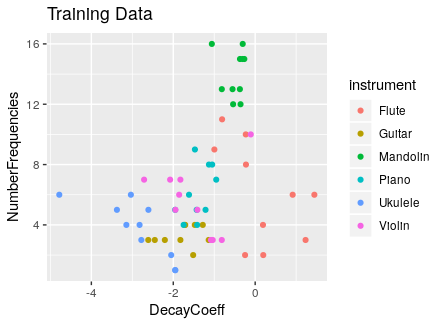 Training Data
NumberFrequencies
16
12
8
4
-4
-2
0
DecayCoeff
instrument
Flute
Guitar
Mandolin
Piano
Ukulele
Violin